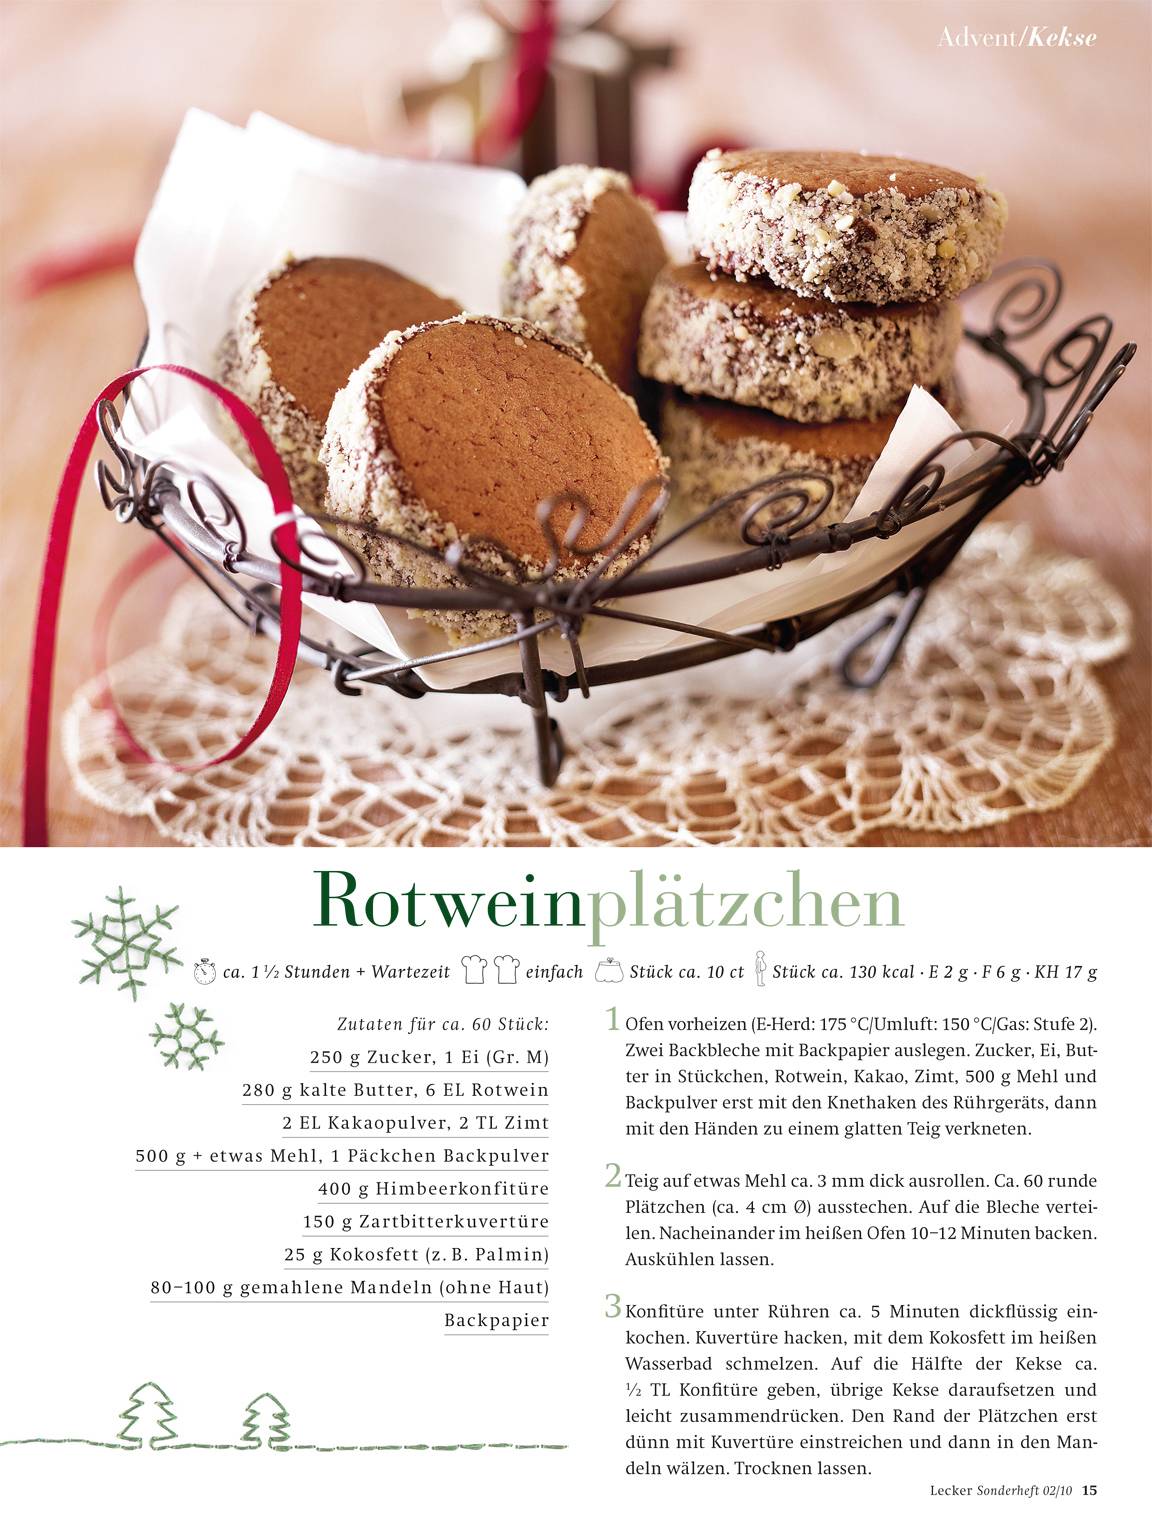 Advent/Kekse
Rotweinplätzchen
ca. 1 ½ Stunden + Wartezeit einfach Stück ca. 10 ct Stück ca. 130 kcal · E 2 g · F 6 g · KH 17 g
Zutaten für ca. 60 Stück:
250 g Zucker, 1 Ei (Gr. M)
280 g kalte Butter, 6 EL Rotwein
2 EL Kakaopulver, 2 TL Zimt
500 g + etwas Mehl, 1 Päckchen Backpulver
400 g Himbeerkonfitüre
150 g Zartbitterkuvertüre
25 g Kokosfett (z. B. Palmin)
80–100 g gemahlene Mandeln (ohne Haut)
Backpapier
1 Ofen vorheizen (E-Herd: 175 °C/Umluft: 150 °C/Gas: Stufe 2).
Zwei Backbleche mit Backpapier auslegen. Zucker, Ei, But-
ter in Stückchen, Rotwein, Kakao, Zimt, 500 g Mehl und
Backpulver erst mit den Knethaken des Rührgeräts, dann
mit den Händen zu einem glatten Teig verkneten.
2 Teig auf etwas Mehl ca. 3 mm dick ausrollen. Ca. 60 runde
Plätzchen (ca. 4 cm Ø) ausstechen. Auf die Bleche vertei-
len. Nacheinander im heißen Ofen 10–12 Minuten backen.
Auskühlen lassen.
3 Konfitüre unter Rühren ca. 5 Minuten dickflüssig ein-
kochen. Kuvertüre hacken, mit dem Kokosfett im heißen
Wasserbad schmelzen. Auf die Hälfte der Kekse ca.
½ TL Konfitüre geben, übrige Kekse daraufsetzen und
leicht zusammendrücken. Den Rand der Plätzchen erst
dünn mit Kuvertüre einstreichen und dann in den Man-
deln wälzen. Trocknen lassen.
Lecker Sonderheft 02/10 15